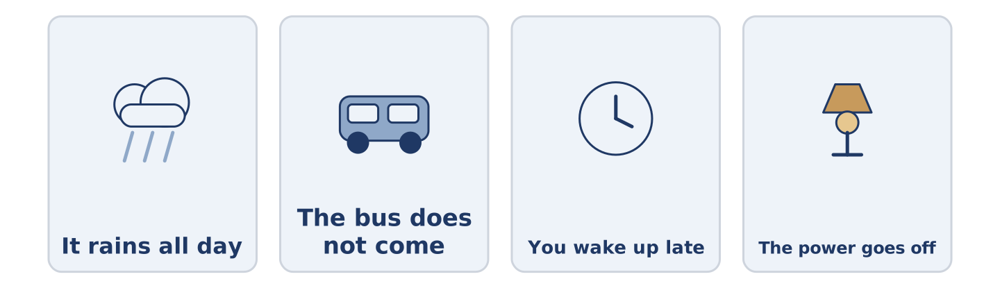 It rains all day
The bus does
not come
You wake up late
The power goes off